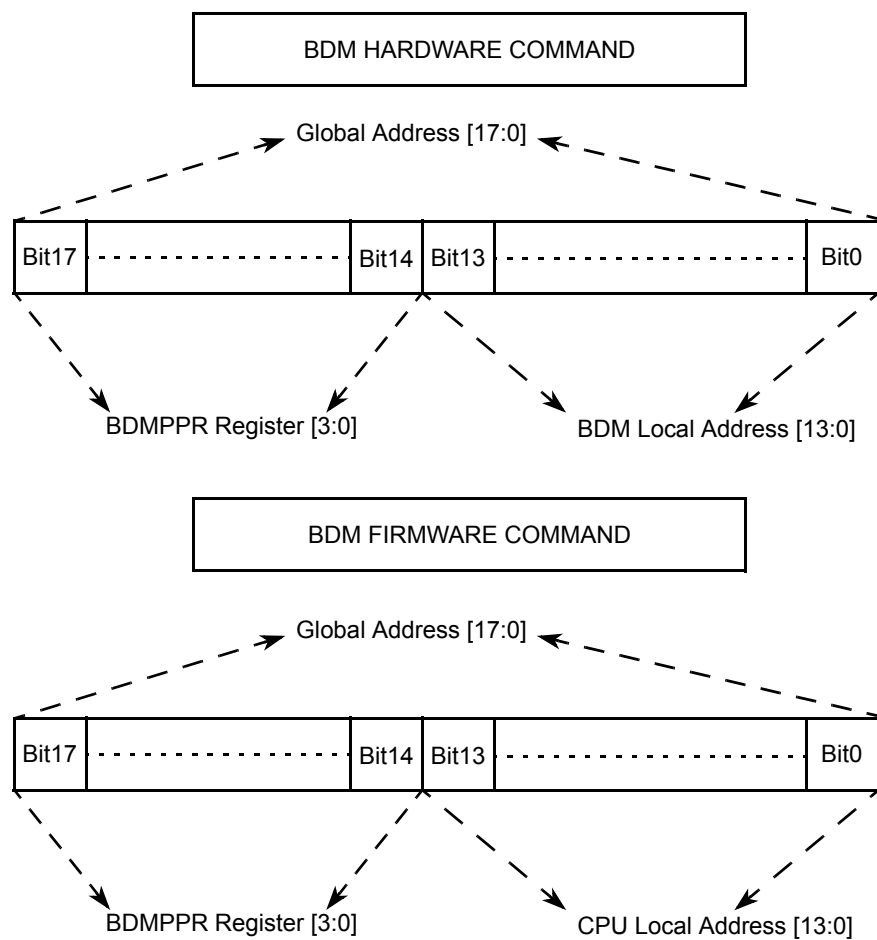 BDM HARDWARE COMMAND
Global Address [17:0]
Bit17 Bit14 Bit13 Bit0
BDMPPR Register [3:0]
BDM Local Address [13:0]
BDM FIRMWARE COMMAND
Global Address [17:0]
Bit17 Bit14 Bit13 Bit0
BDMPPR Register [3:0]
CPU Local Address [13:0]